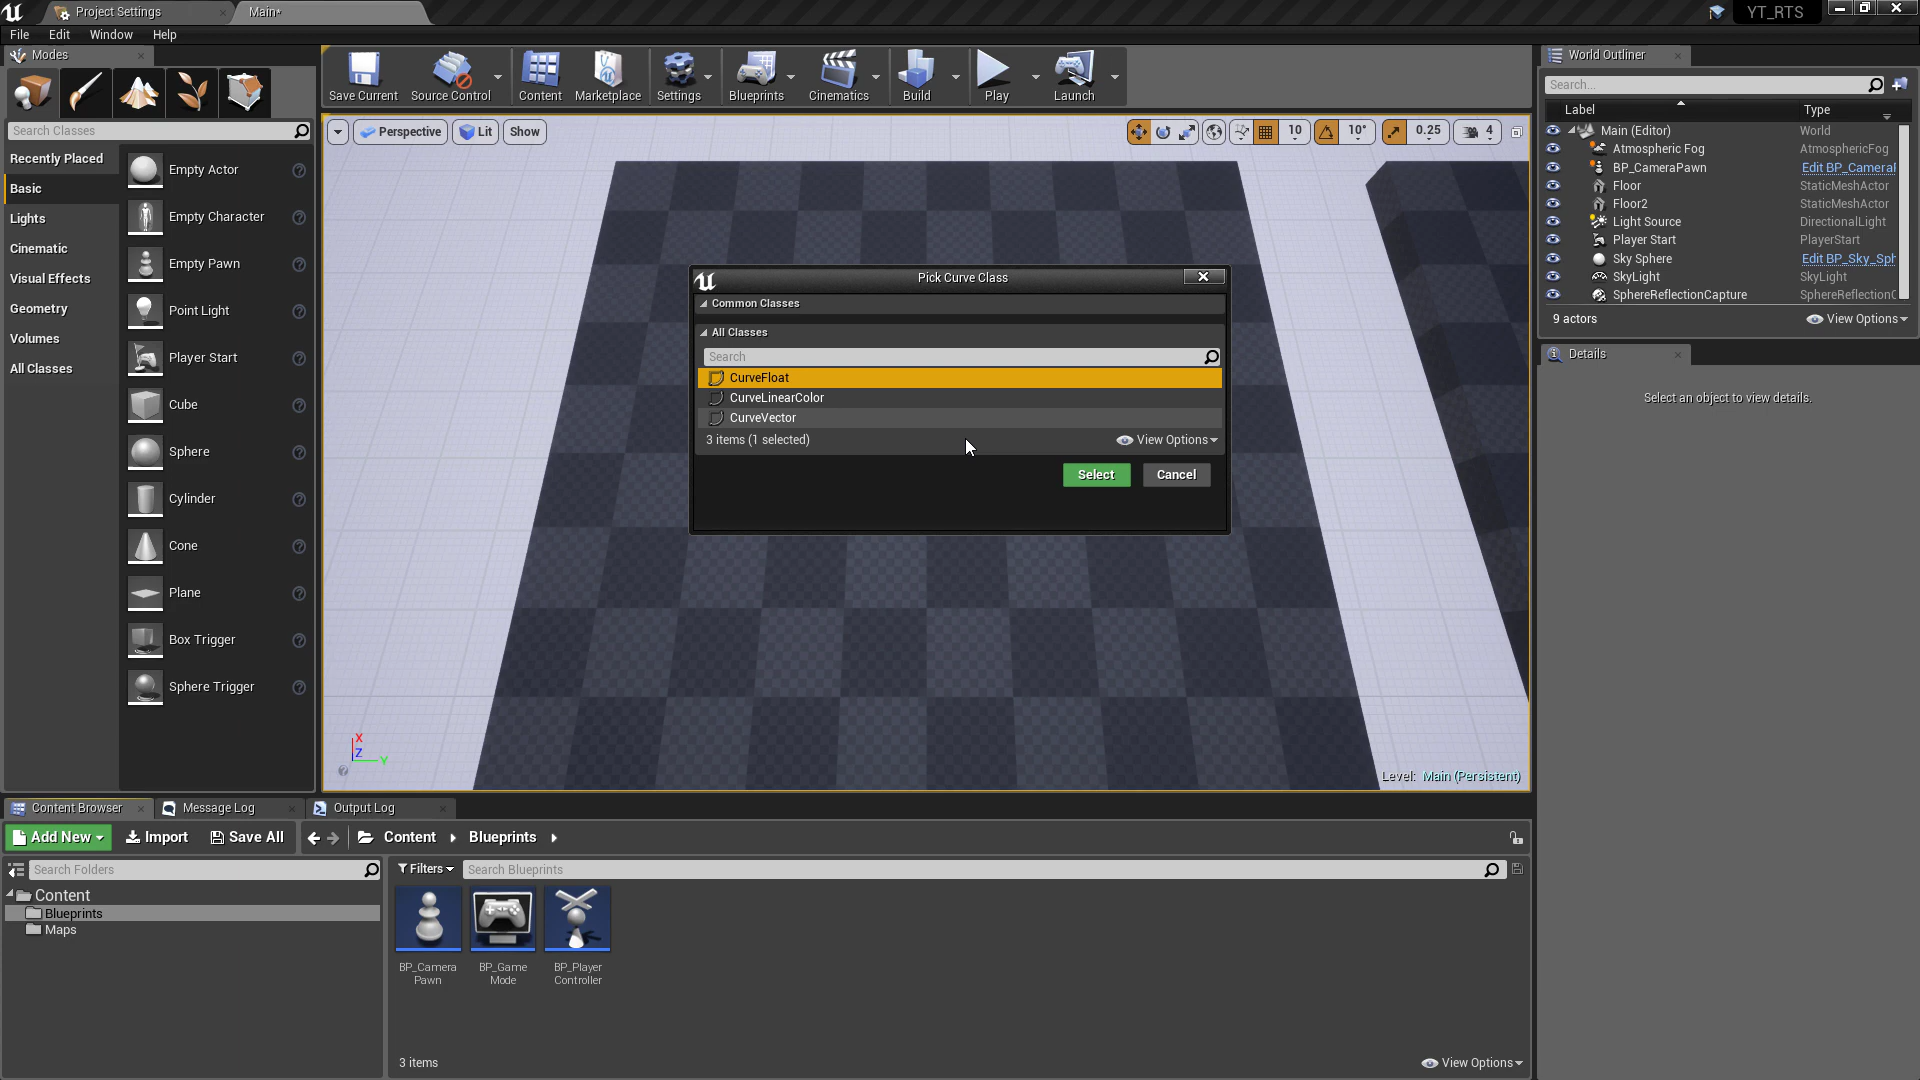 Project Settings
Main*
YT_RTS
File Edit Window Help
Modes
Save Current
Source Control
Content
Marketplace
Settings
Blueprints
Cinematics
Build
Play
Launch
World Outliner
Search...
Label Type
Main (Editor) World
Atmospheric Fog AtmosphericFog
BP_CameraPawn Edit BP_CameraI
Floor StaticMeshActor
Floor2 StaticMeshActor
Light Source DirectionalLight
Player Start PlayerStart
Sky Sphere Edit BP_Sky_Sph
SkyLight SkyLight
SphereReflectionCapture SphereReflectionC
9 actors View Options
Details
Select an object to view details.
Search Classes
Recently Placed
Basic
Lights
Cinematic
Visual Effects
Geometry
Volumes
All Classes
Empty Actor
Empty Character
Empty Pawn
Point Light
Player Start
Cube
Sphere
Cylinder
Cone
Plane
Box Trigger
Sphere Trigger
Perspective Lit Show
10 10° 0.25 4
Pick Curve Class
Common Classes
All Classes
Search
CurveFloat
CurveLinearColor
CurveVector
3 items (1 selected) View Options
Select Cancel
X
Z
Y
Level: Main (Persistent)
Content Browser Message Log Output Log
Add New Import Save All Content Blueprints
Search Folders
Filters Search Blueprints
Content
Blueprints
Maps
BP_Camera
Pawn
BP_Game
Mode
BP_Player
Controller
3 items View Options